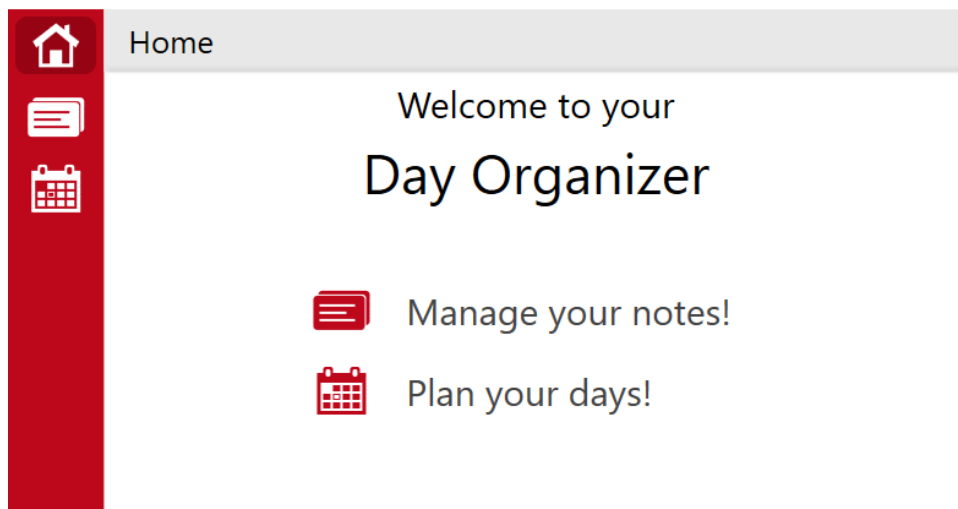 Home
Welcome to your
Day Organizer
Manage your notes!
Plan your days!